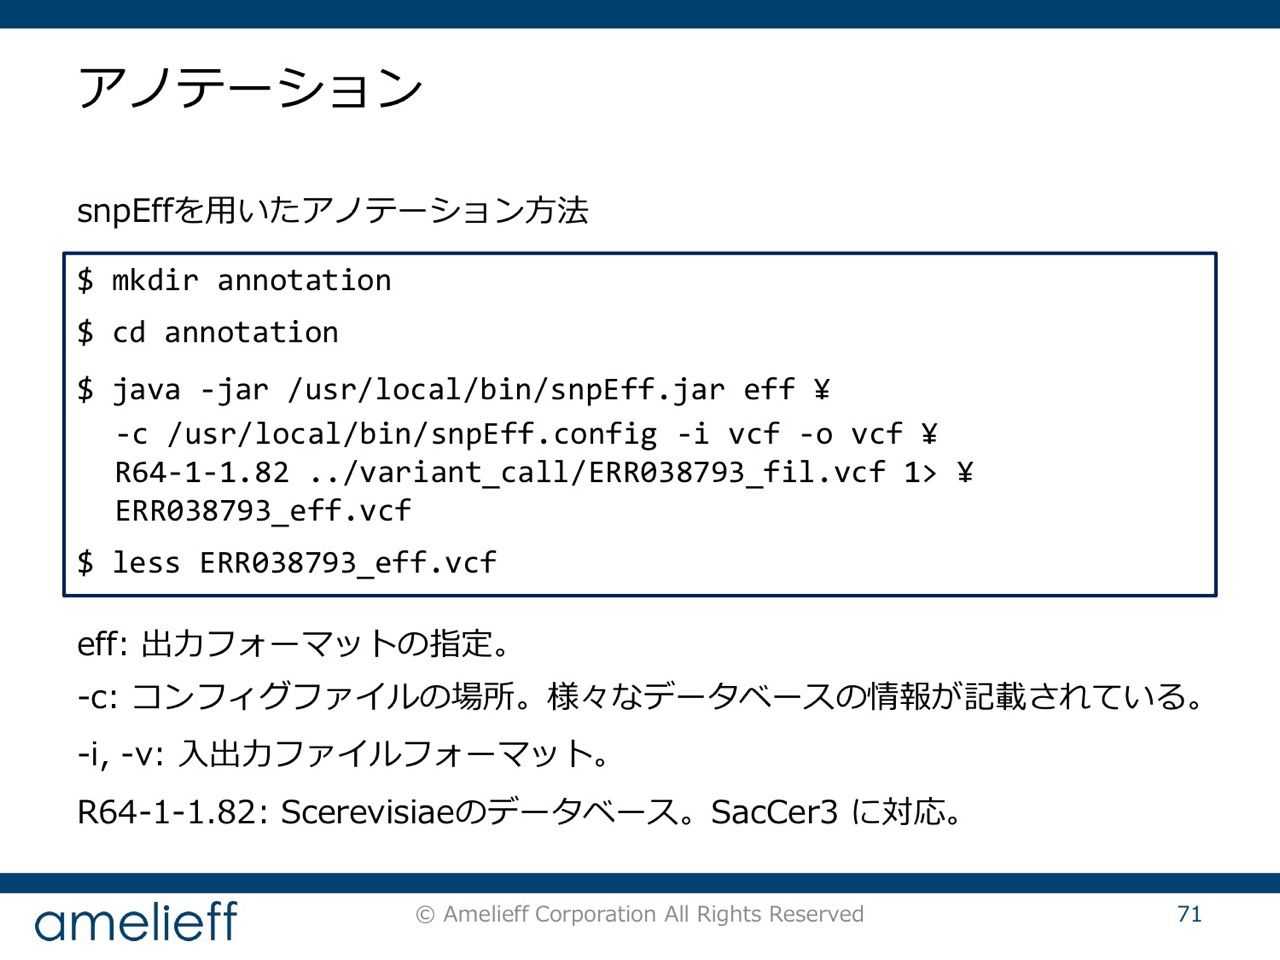 アノテーション
snpEffを用いたアノテーション方法
$ mkdir annotation
$ cd annotation
$ java -jar /usr/local/bin/snpEff.jar eff ¥
-c /usr/local/bin/snpEff.config -i vcf -o vcf ¥
R64-1-1.82 ../variant_call/ERR038793_fil.vcf 1> ¥
ERR038793_eff.vcf
$ less ERR038793_eff.vcf
eff: 出力フォーマットの指定。
-c: コンフィグファイルの場所。様々なデータベースの情報が記載されている。
-i, -v: 入出力ファイルフォーマット。
R64-1-1.82: Scerevisiaeのデータベース。SacCer3 に対応。
amelieff
© Amelieff Corporation All Rights Reserved
71